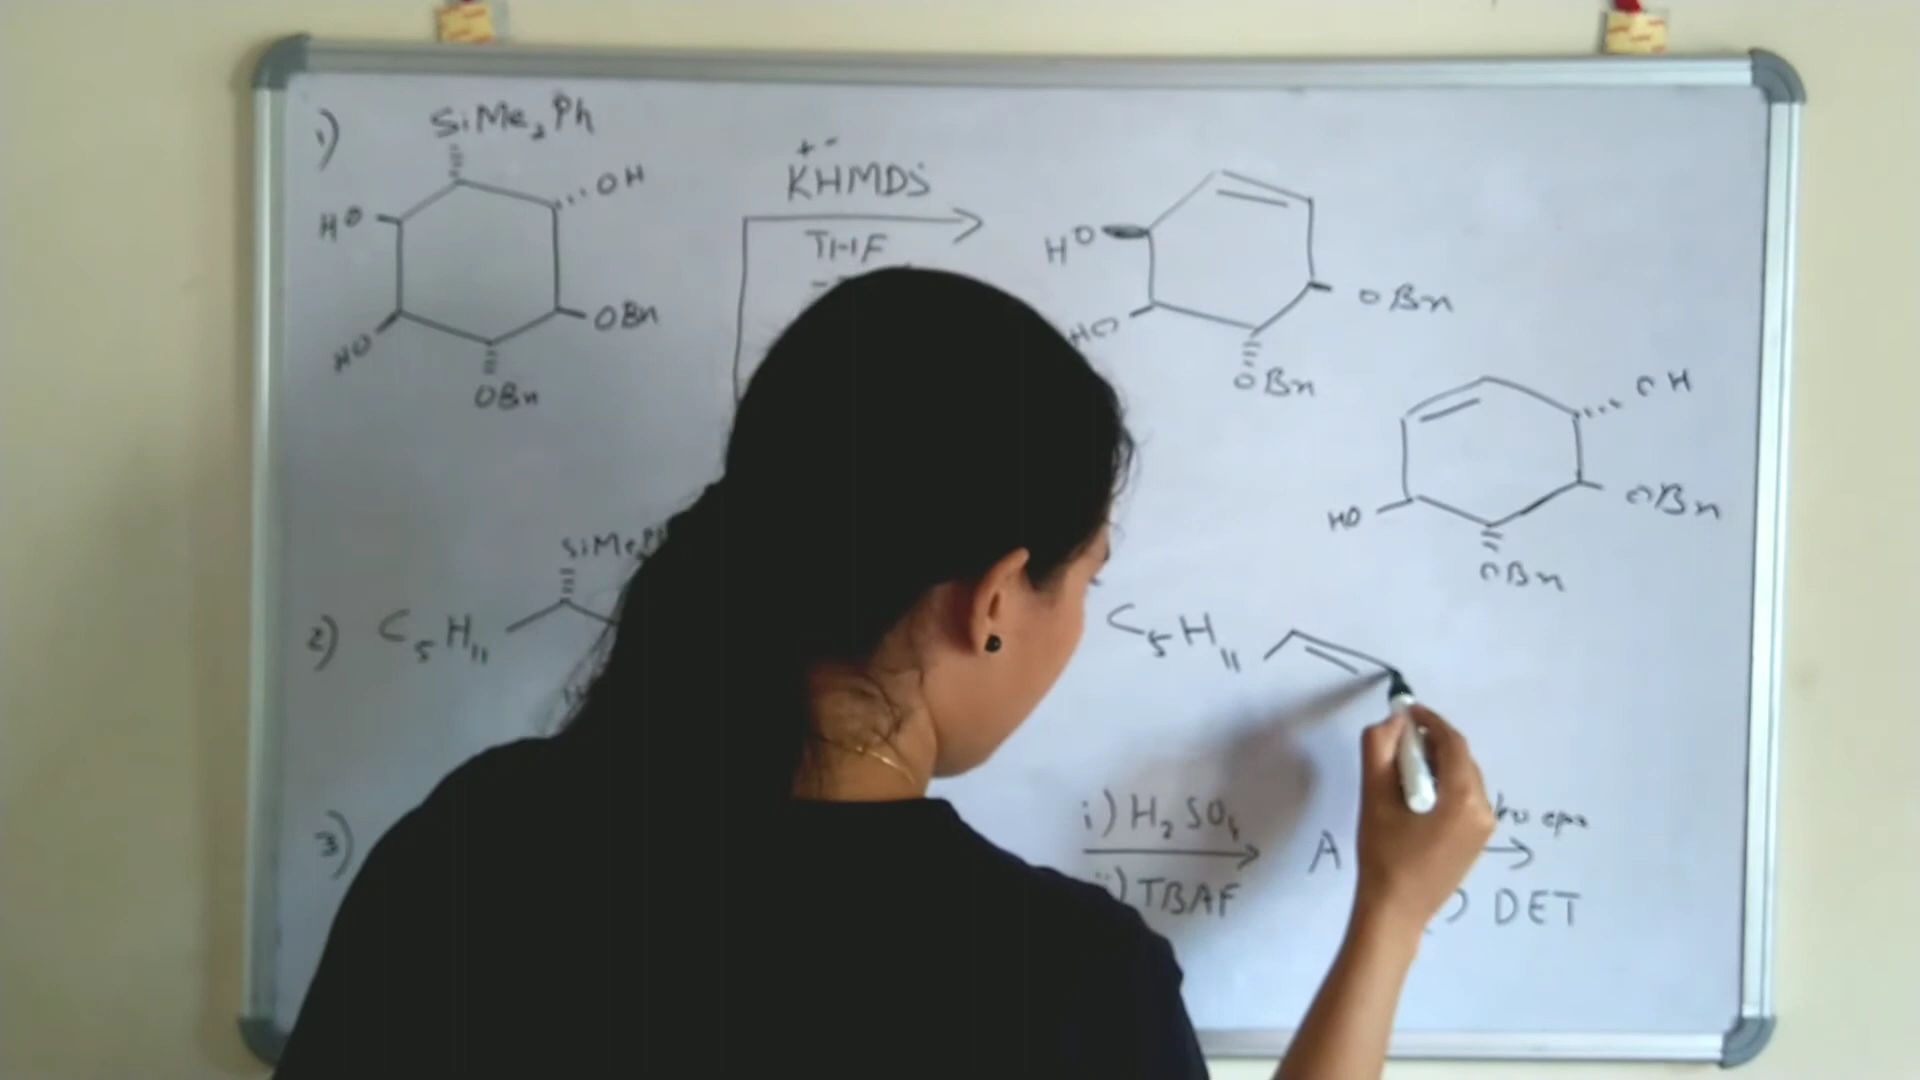 1)
SiMe2Ph
HO
OH
HO
OBn
OBn
+ -
KHMDS
THF
HO
HO
OBn
OBn
OH
HO
OBn
OBn
2) C5H11
SiMe2Ph
C5H11
3)
i) H2SO4
ii) TBAF
A
DET